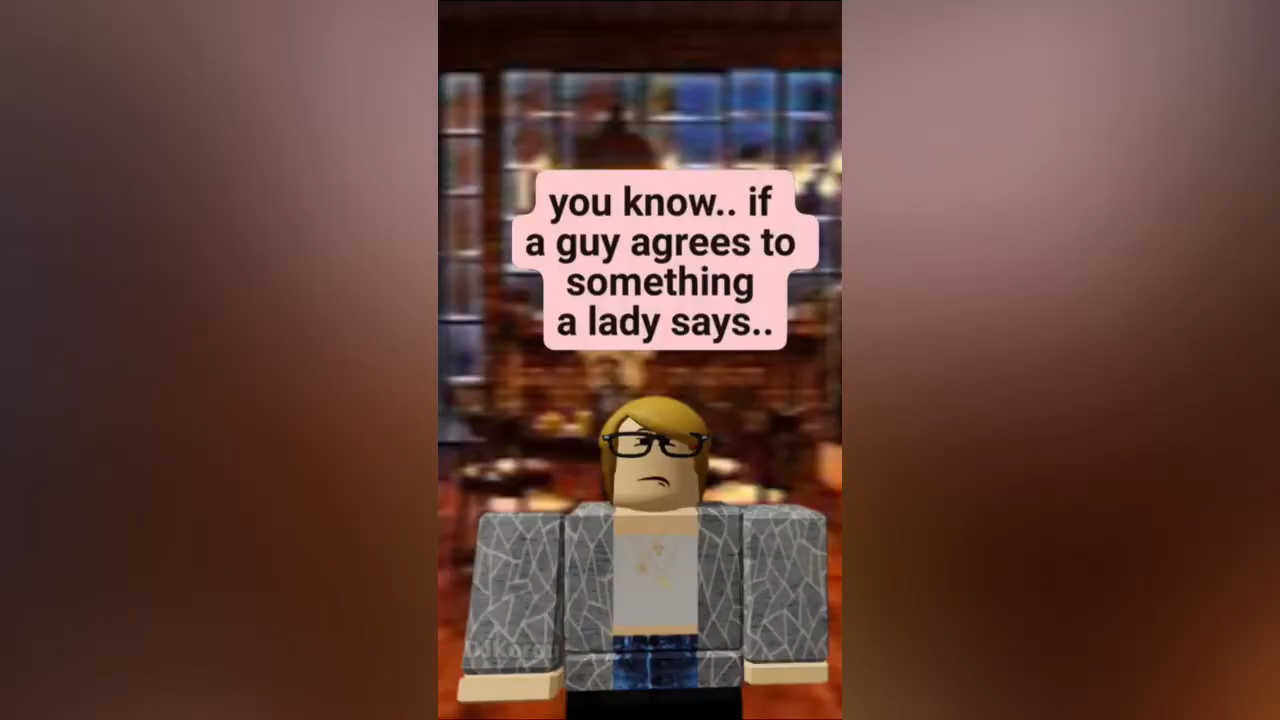 you know.. if
a guy agrees to
something
a lady says..